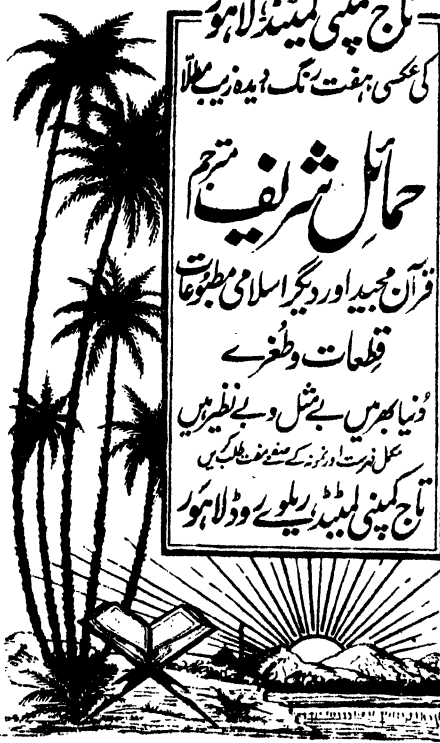 تاج کمپنی لمیٹڈ، لاہور
کی عکسی ہفت رنگ دیدہ زیب مطلّا
حمائل شریف مترجم
قرآن مجید اور دیگر اسلامی مطبوعات
قطعات و طغرے
دُنیا بھر میں بے مثل و بے نظیر ہیں
مکمل فہرست اور نمونہ کے صفحے مفت طلب کریں
تاج کمپنی لمیٹڈ، ریلوے روڈ لاہور